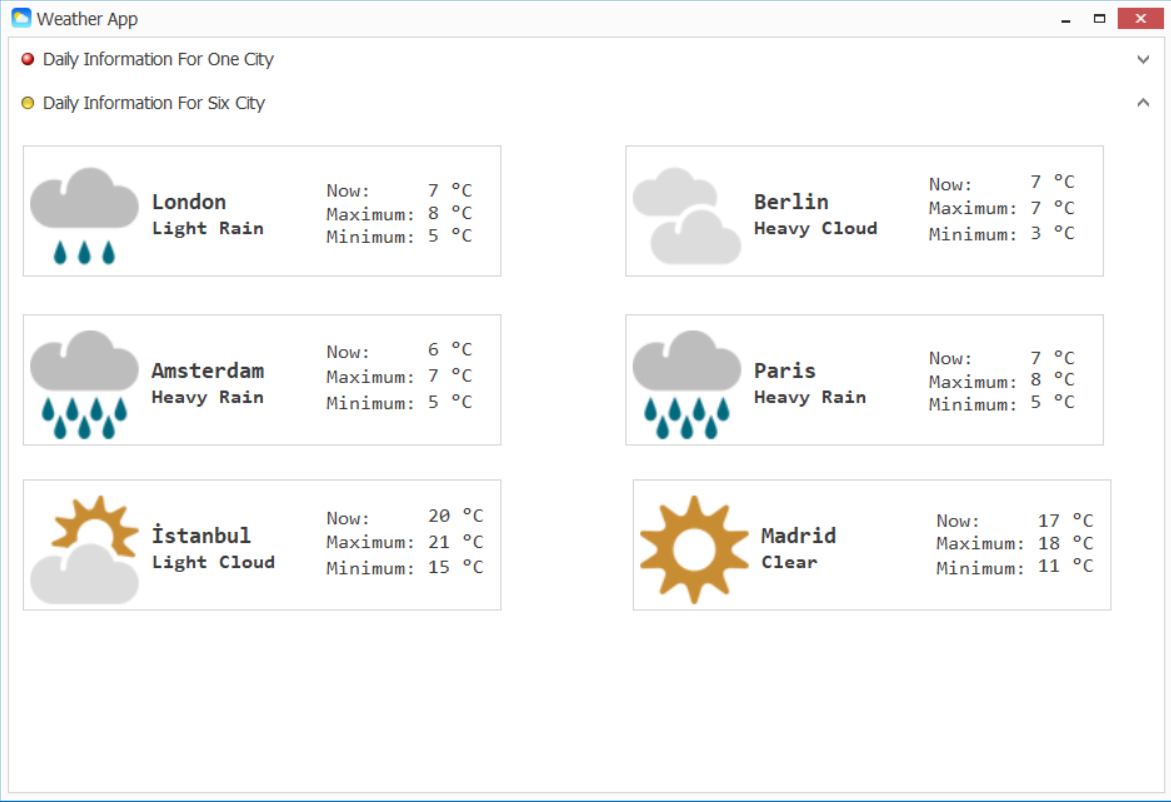 Weather App
Daily Information For One City
Daily Information For Six City
London
Light Rain
Now: 7 °C
Maximum: 8 °C
Minimum: 5 °C
Berlin
Heavy Cloud
Now: 7 °C
Maximum: 7 °C
Minimum: 3 °C
Amsterdam
Heavy Rain
Now: 6 °C
Maximum: 7 °C
Minimum: 5 °C
Paris
Heavy Rain
Now: 7 °C
Maximum: 8 °C
Minimum: 5 °C
İstanbul
Light Cloud
Now: 20 °C
Maximum: 21 °C
Minimum: 15 °C
Madrid
Clear
Now: 17 °C
Maximum: 18 °C
Minimum: 11 °C